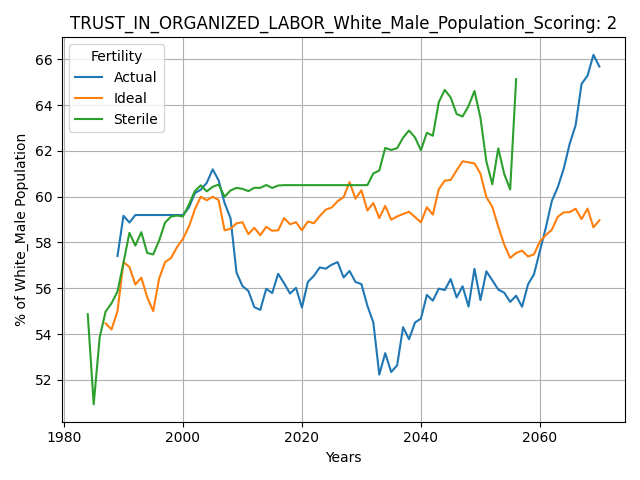 TRUST_IN_ORGANIZED_LABOR_White_Male_Population_Scoring: 2
Fertility
Actual
Ideal
Sterile
66
64
62
60
58
56
54
52
% of White_Male Population
1980
2000
2020
2040
2060
Years